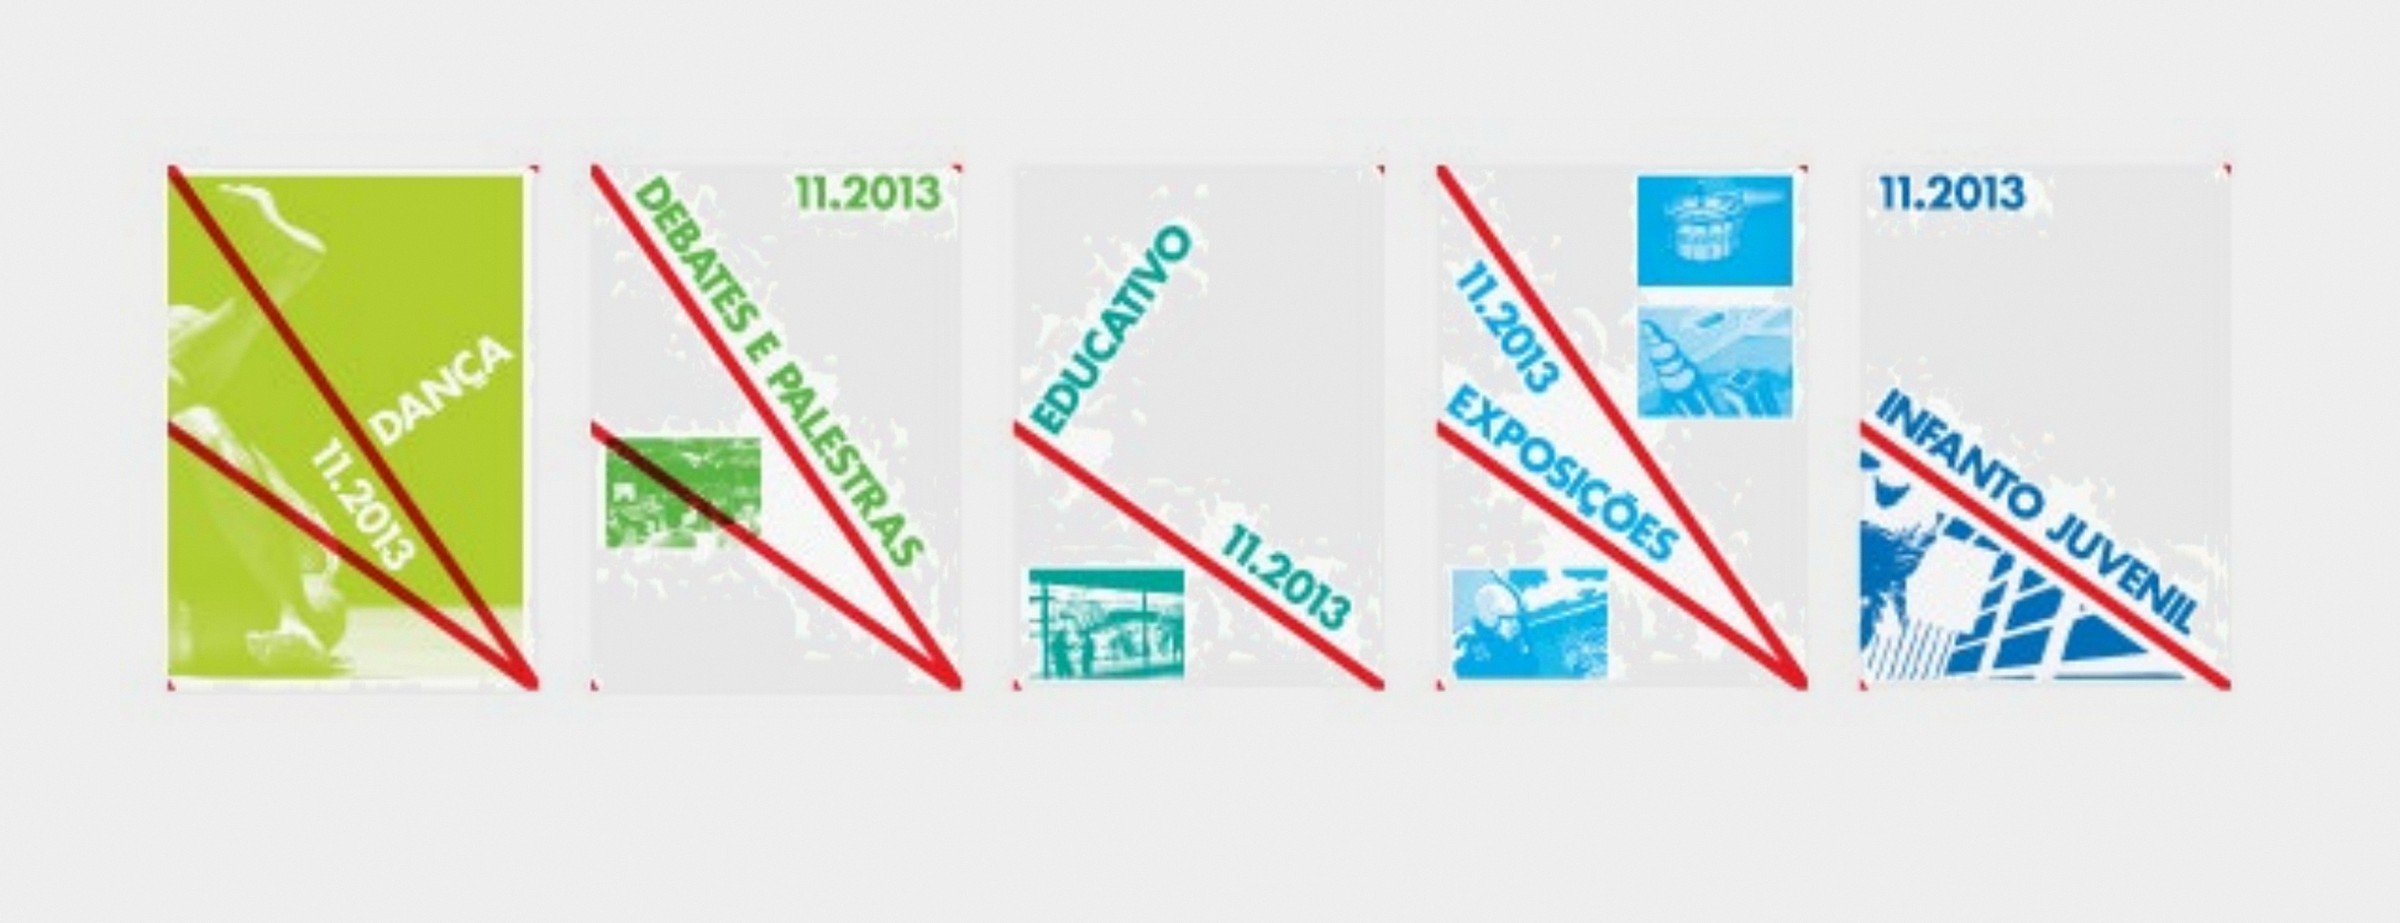 DANÇA
11.2013
DEBATES E PALESTRAS
11.2013
EDUCATIVO
11.2013
11.2013
EXPOSIÇÕES
11.2013
INFANTO JUVENIL